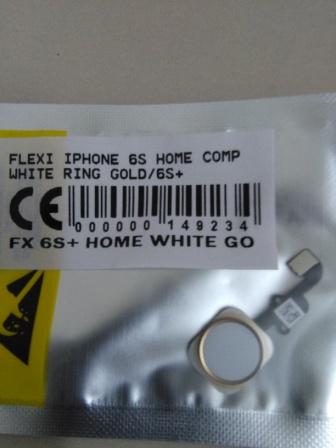 FLEXI IPHONE 6S HOME COMP
WHITE RING GOLD/6S+
CE
000000 149234
FX 6S+ HOME WHITE GO